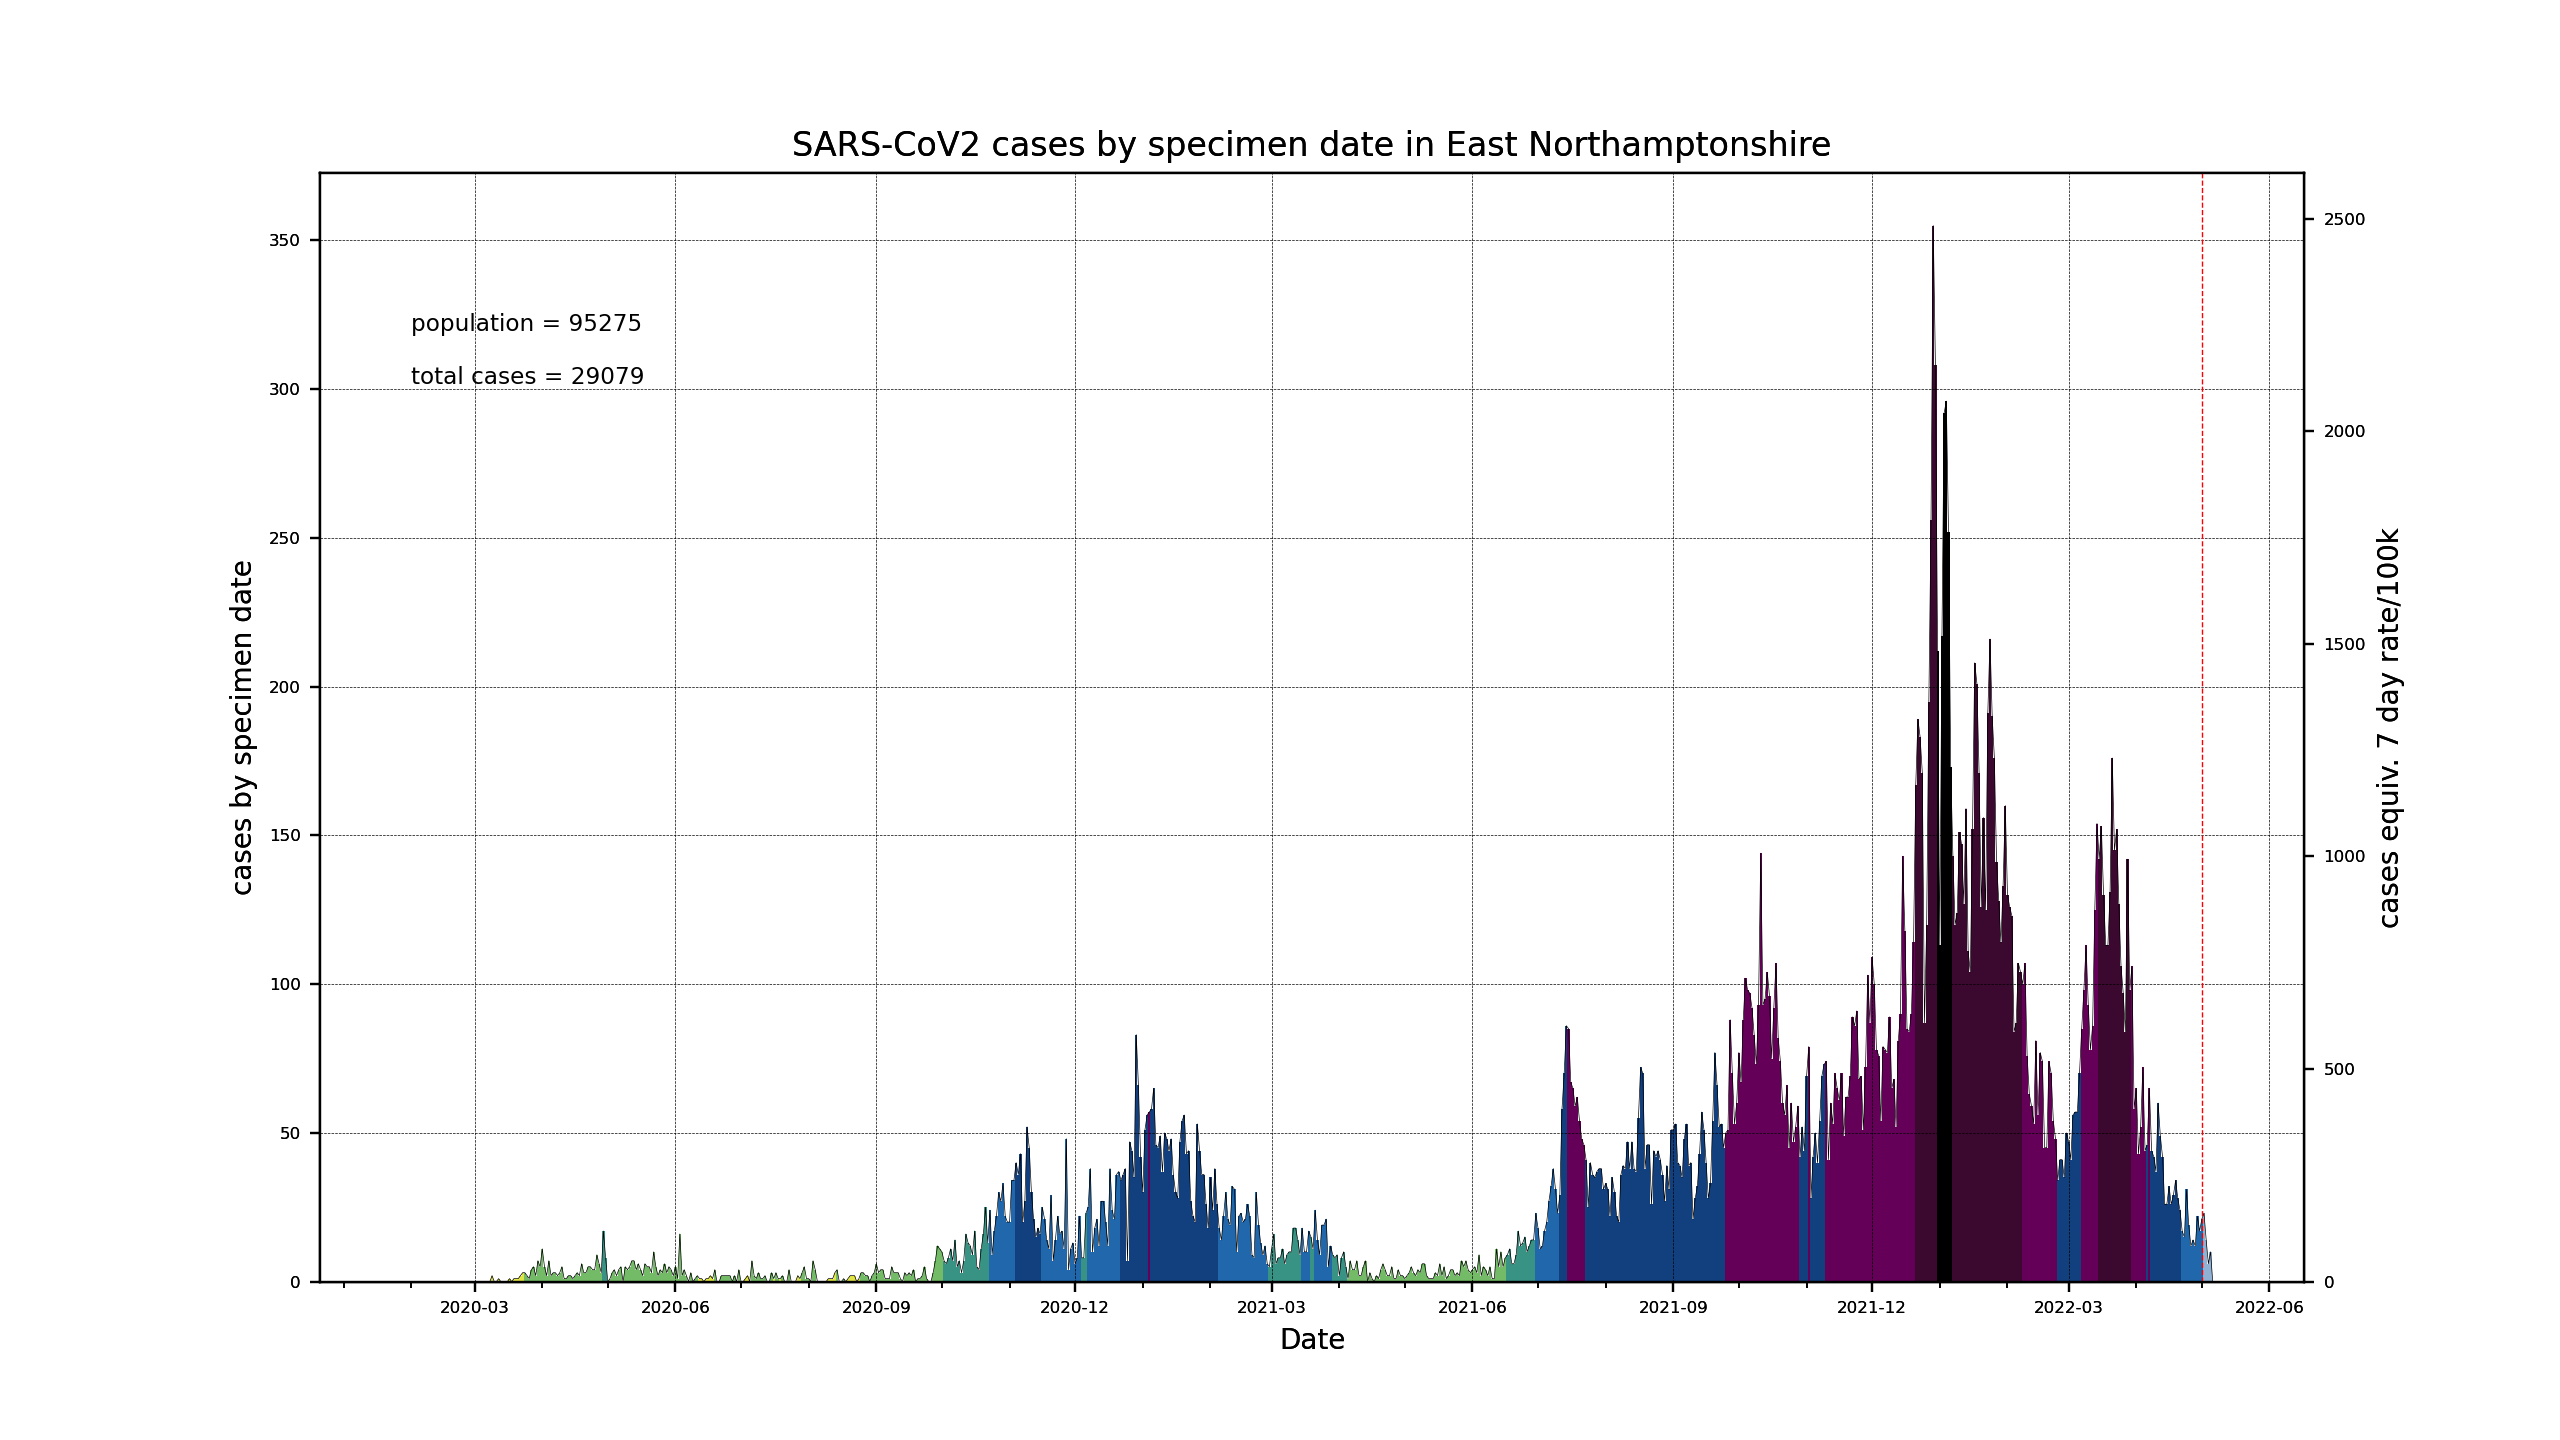 SARS-CoV2 cases by specimen date in East Northamptonshire
population = 95275
total cases = 29079
cases by specimen date
350
300
250
200
150
100
50
0
cases equiv. 7 day rate/100k
2500
2000
1500
1000
500
0
2020-03 2020-06 2020-09 2020-12 2021-03 2021-06 2021-09 2021-12 2022-03 2022-06
Date